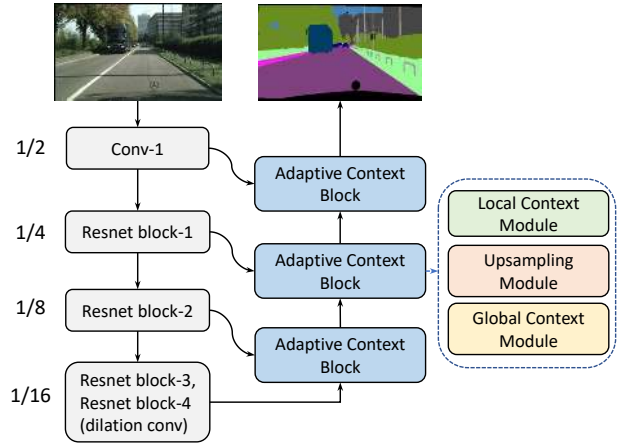 1/2
Conv-1
Adaptive Context
Block
Local Context
Module
1/4
Resnet block-1
Adaptive Context
Block
Upsampling
Module
1/8
Resnet block-2
Adaptive Context
Block
Global Context
Module
1/16
Resnet block-3,
Resnet block-4
(dilation conv)